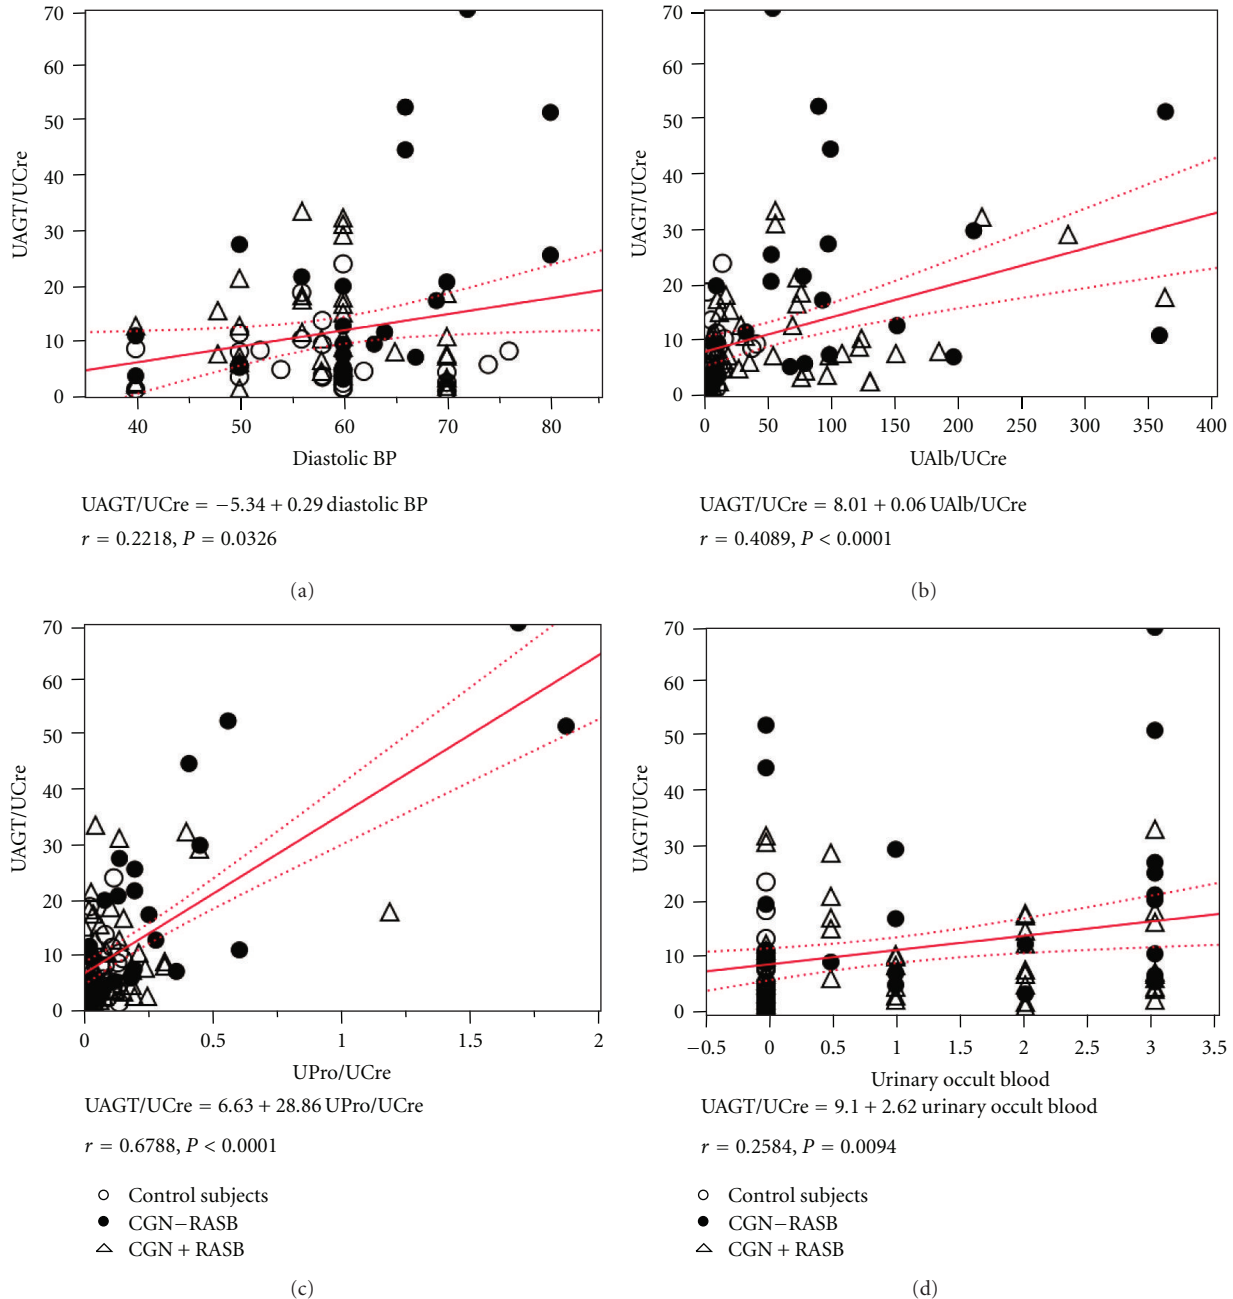 70
60
50
40
30
20
10
0
UAGT/UCre
40 50 60 70 80
Diastolic BP
UAGT/UCre = −5.34 + 0.29 diastolic BP
r = 0.2218, P = 0.0326
(a)
70
60
50
40
30
20
10
0
UAGT/UCre
0 50 100 150 200 250 300 350 400
UAlb/UCre
UAGT/UCre = 8.01 + 0.06 UAlb/UCre
r = 0.4089, P < 0.0001
(b)
70
60
50
40
30
20
10
0
UAGT/UCre
0 0.5 1 1.5 2
UPro/UCre
UAGT/UCre = 6.63 + 28.86 UPro/UCre
r = 0.6788, P < 0.0001
Control subjects
CGN−RASB
CGN + RASB
(c)
70
60
50
40
30
20
10
0
UAGT/UCre
−0.5 0 0.5 1 1.5 2 2.5 3 3.5
Urinary occult blood
UAGT/UCre = 9.1 + 2.62 urinary occult blood
r = 0.2584, P = 0.0094
Control subjects
CGN−RASB
CGN + RASB
(d)